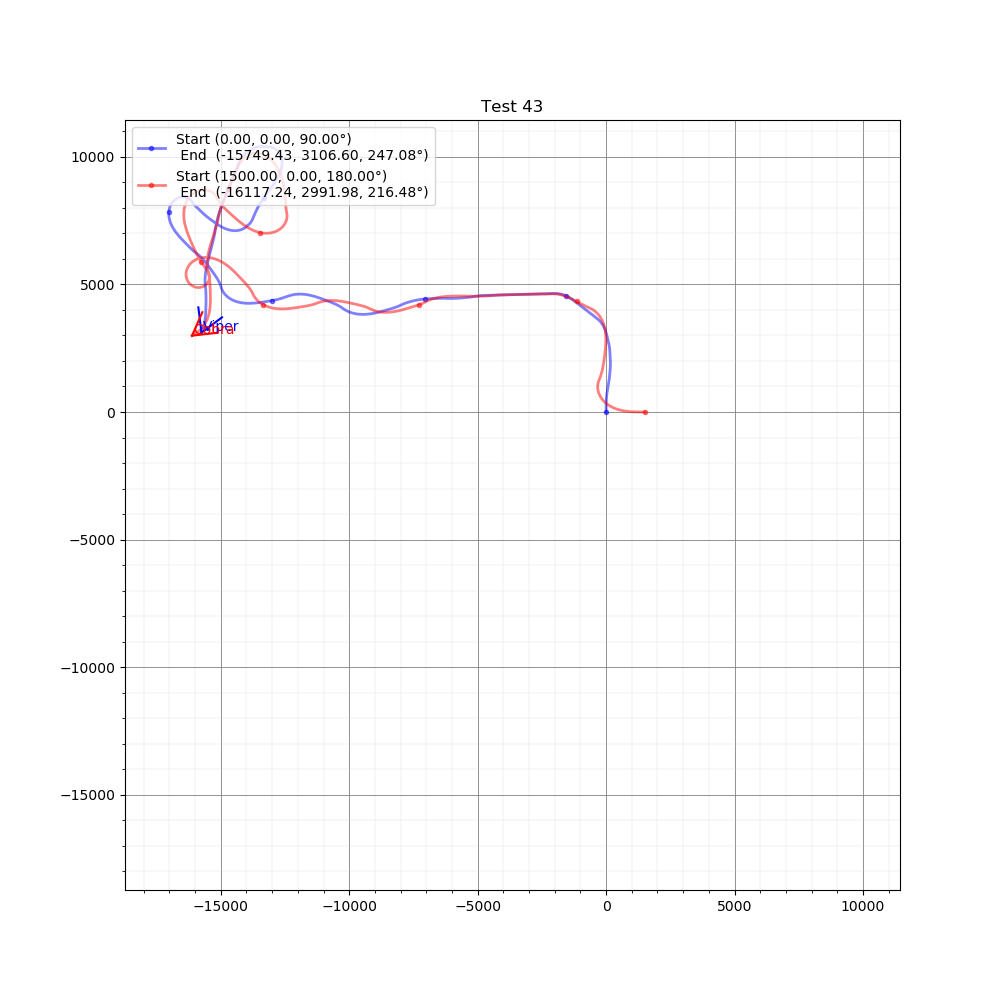 Test 43
Start (0.00, 0.00, 90.00°)
End (-15749.43, 3106.60, 247.08°)
Start (1500.00, 0.00, 180.00°)
End (-16117.24, 2991.98, 216.48°)
10000
5000
0
−5000
−10000
−15000
Viper
−15000 −10000 −5000 0 5000 10000